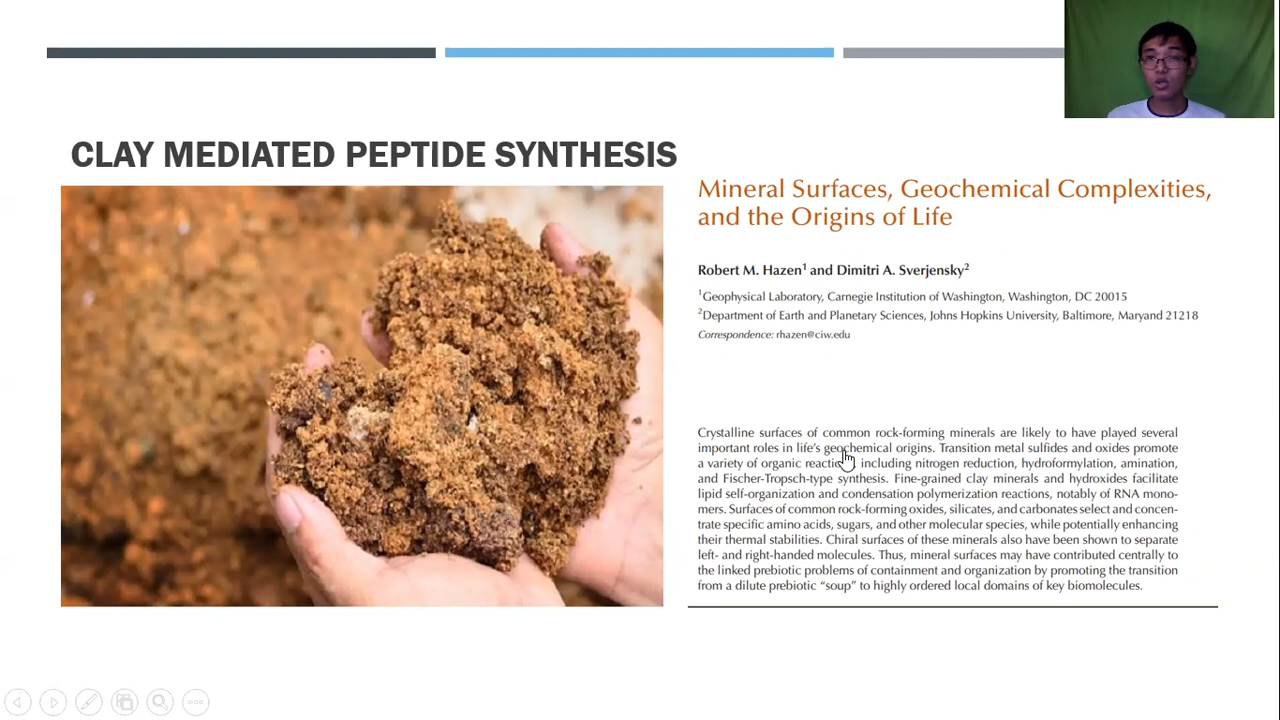 CLAY MEDIATED PEPTIDE SYNTHESIS
Mineral Surfaces, Geochemical Complexities,
and the Origins of Life
Robert M. Hazen1 and Dimitri A. Sverjensky2
1Geophysical Laboratory, Carnegie Institution of Washington, Washington, DC 20015
2Department of Earth and Planetary Sciences, Johns Hopkins University, Baltimore, Maryand 21218
Correspondence: rhazen@ciw.edu
Crystalline surfaces of common rock-forming minerals are likely to have played several
important roles in life's geochemical origins. Transition metal sulfides and oxides promote
a variety of organic reactio including nitrogen reduction, hydroformylation, amination,
and Fischer-Tropsch-type synthesis. Fine-grained clay minerals and hydroxides facilitate
lipid self-organization and condensation polymerization reactions, notably of RNA mono-
mers. Surfaces of common rock-forming oxides, silicates, and carbonates select and concen-
trate specific amino acids, sugars, and other molecular species, while potentially enhancing
their thermal stabilities. Chiral surfaces of these minerals also have been shown to separate
left- and right-handed molecules. Thus, mineral surfaces may have contributed centrally to
the linked prebiotic problems of containment and organization by promoting the transition
from a dilute prebiotic “soup” to highly ordered local domains of key biomolecules.